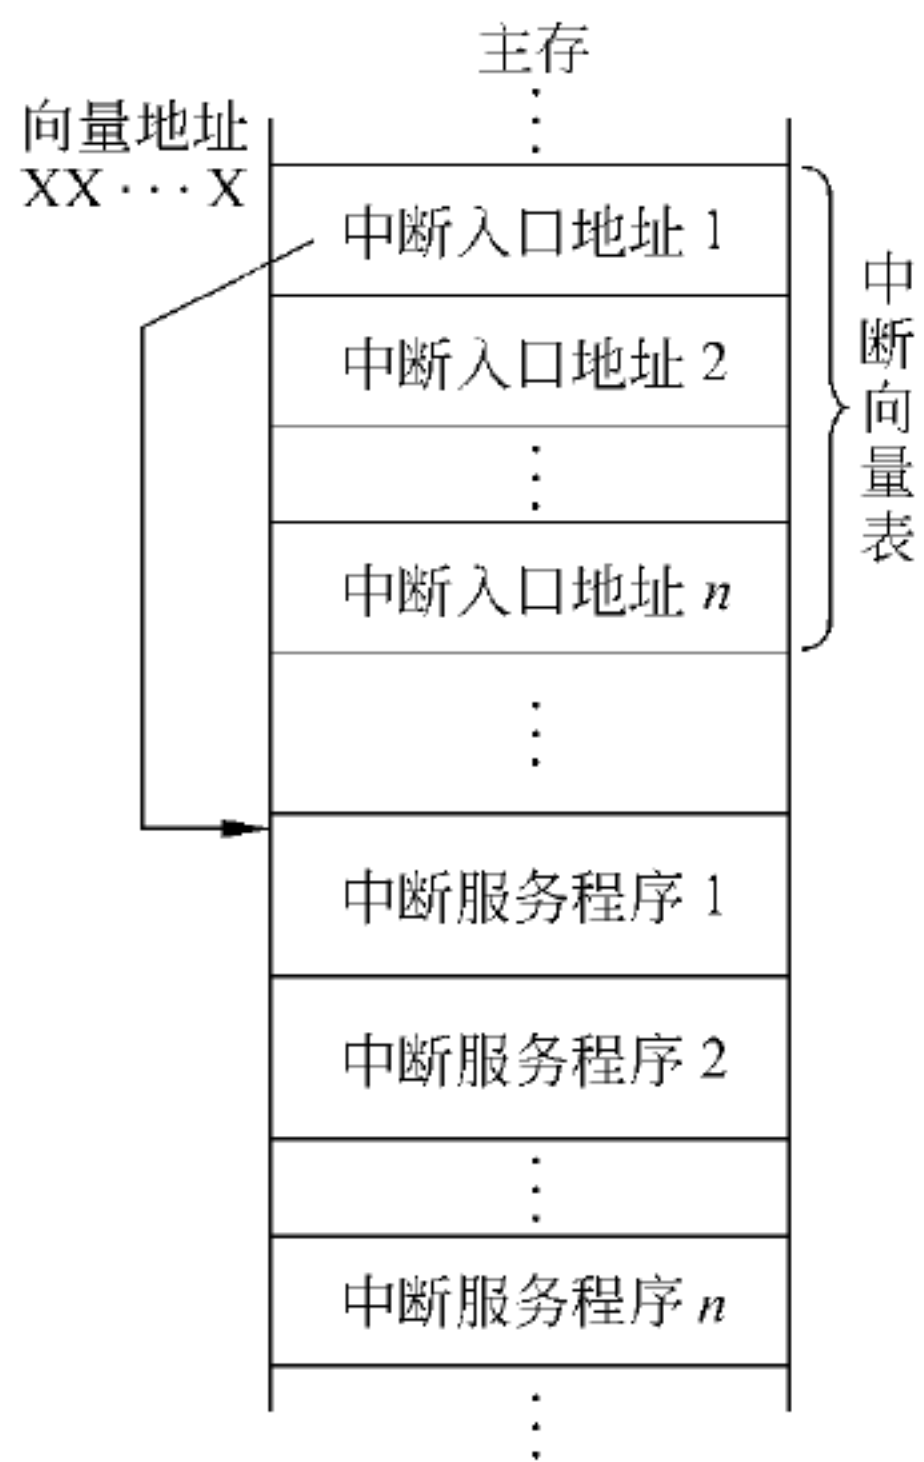 主存
向量地址
XX···X
中断入口地址 1
中断入口地址 2
中断入口地址 n
中断向量表
中断服务程序 1
中断服务程序 2
中断服务程序 n